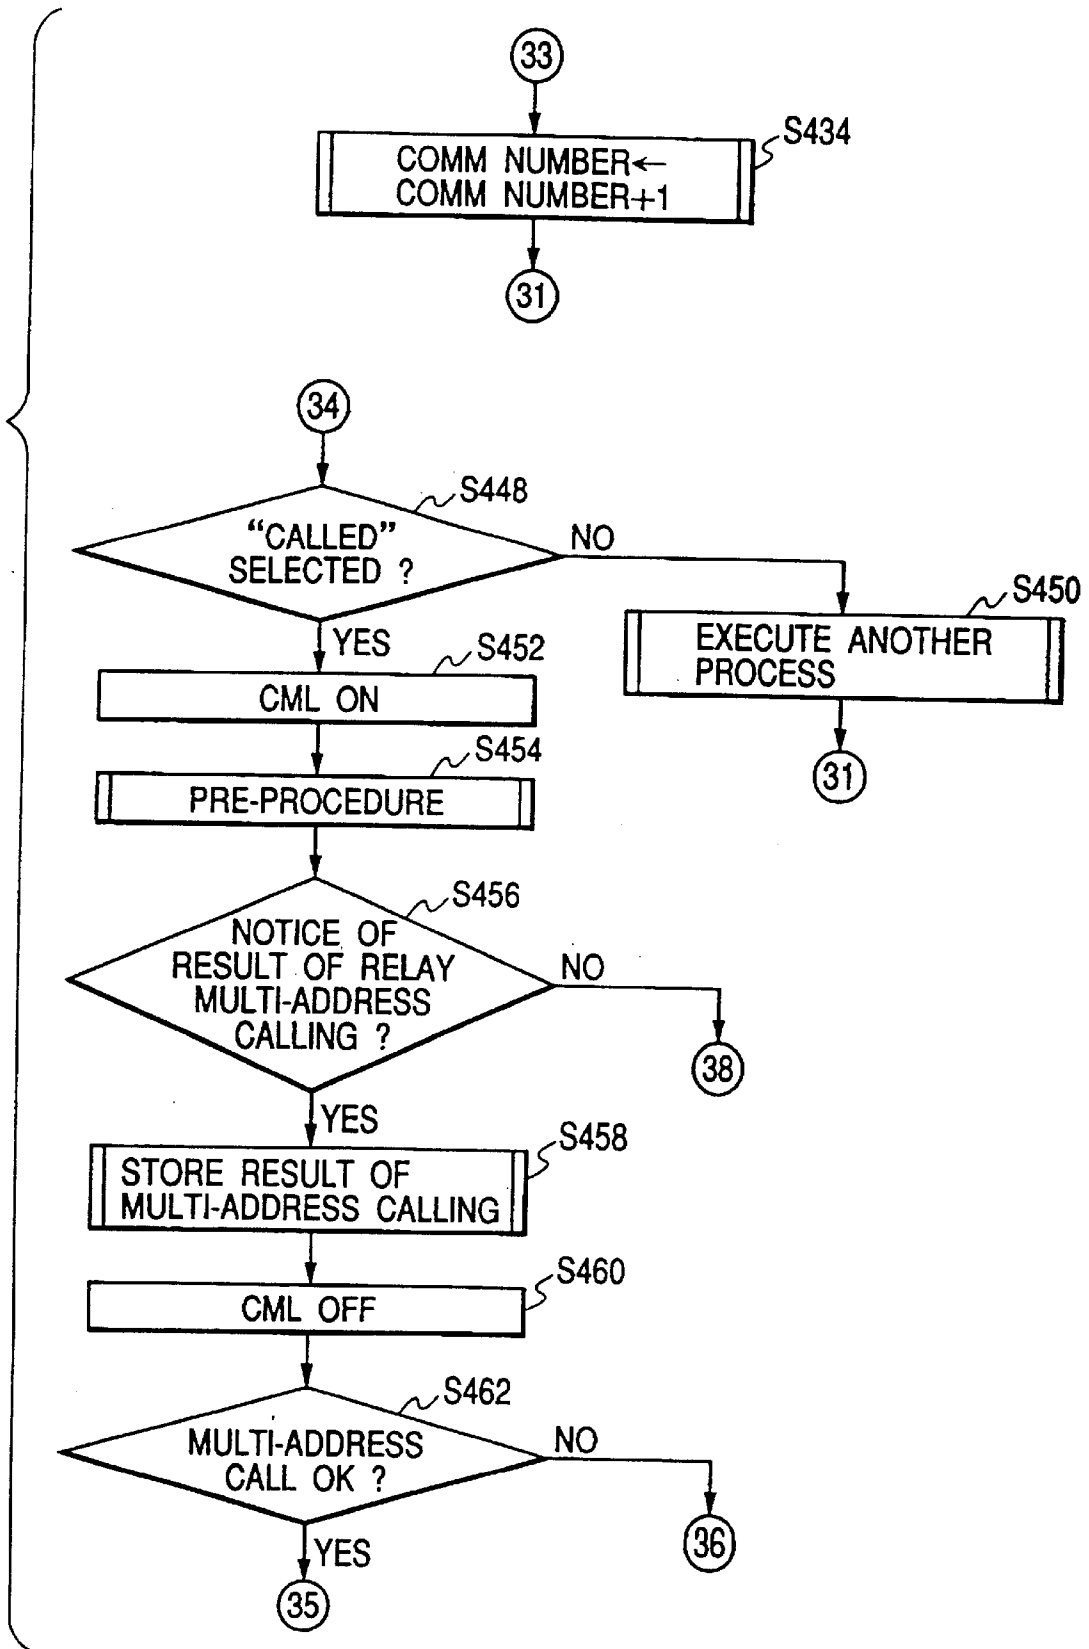 33
S434
COMM NUMBER←
COMM NUMBER+1
31
34
S448
“CALLED”
SELECTED ?
NO
YES
S450
EXECUTE ANOTHER
PROCESS
31
S452
CML ON
S454
PRE-PROCEDURE
S456
NOTICE OF
RESULT OF RELAY
MULTI-ADDRESS
CALLING ?
NO
38
YES
S458
STORE RESULT OF
MULTI-ADDRESS CALLING
S460
CML OFF
S462
MULTI-ADDRESS
CALL OK ?
NO
36
YES
35